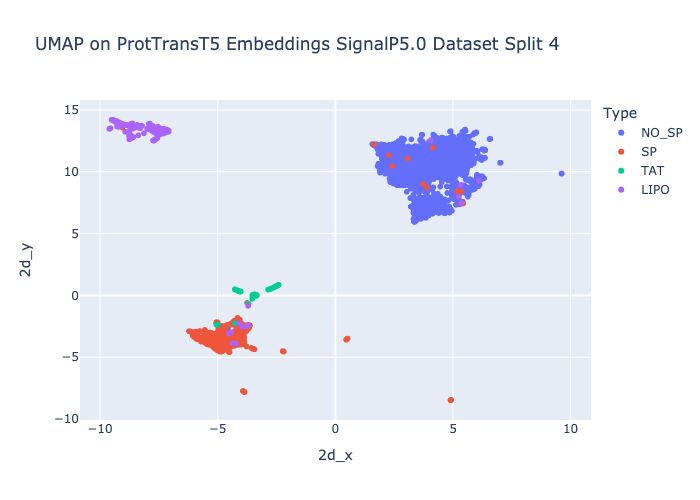 UMAP on ProtTransT5 Embeddings SignalP5.0 Dataset Split 4
Type
NO_SP
SP
TAT
LIPO
15
10
5
0
−5
−10
2d_y
−10
−5
0
5
10
2d_x